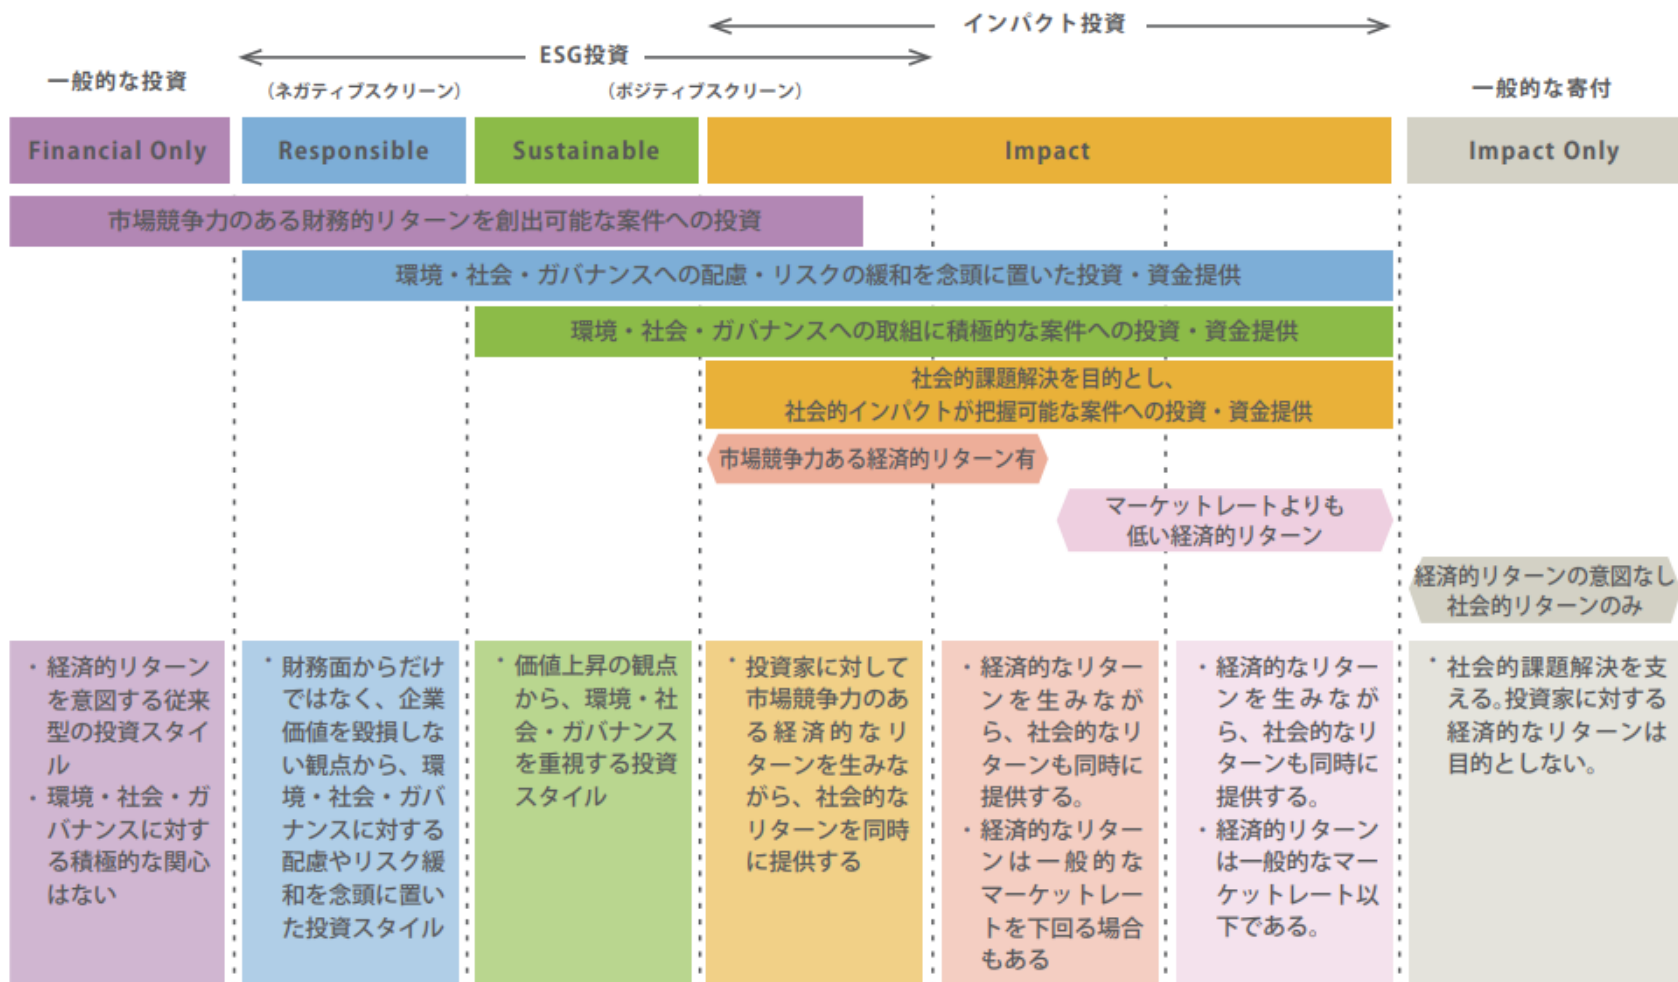 インパクト投資
ESG投資
一般的な投資
（ネガティブスクリーン）
（ポジティブスクリーン）
一般的な寄付
Financial Only
Responsible
Sustainable
Impact
Impact Only
市場競争力のある財務的リターンを創出可能な案件への投資
環境・社会・ガバナンスへの配慮・リスクの緩和を念頭に置いた投資・資金提供
環境・社会・ガバナンスへの取組に積極的な案件への投資・資金提供
社会的課題解決を目的とし、
社会的インパクトが把握可能な案件への投資・資金提供
市場競争力ある経済的リターン有
マーケットレートよりも
低い経済的リターン
経済的リターンの意図なし
社会的リターンのみ
・経済的リターン
を意図する従来
型の投資スタイ
ル
・環境・社会・ガ
バナンスに対す
る積極的な関心
はない
・財務面からだけ
ではなく、企業
価値を毀損しな
い観点から、環
境・社会・ガバ
ナンスに対する
配慮やリスク緩
和を念頭に置い
た投資スタイル
・価値上昇の観点
から、環境・社
会・ガバナンス
を重視する投資
スタイル
・投資家に対して
市場競争力のあ
る経済的なリ
ターンを生みな
がら、社会的な
リターンを同時
に提供する
・経済的なリター
ンを生みなが
ら、社会的なリ
ターンも同時に
提供する。
・経済的なリター
ンは一般的な
マーケットレー
トを下回る場合
もある
・経済的なリター
ンを生みなが
ら、社会的なリ
ターンも同時に
提供する。
・経済的リターン
は一般的なマー
ケットレート以
下である。
・社会的課題解決を支
える。投資家に対する
経済的なリターンは
目的としない。